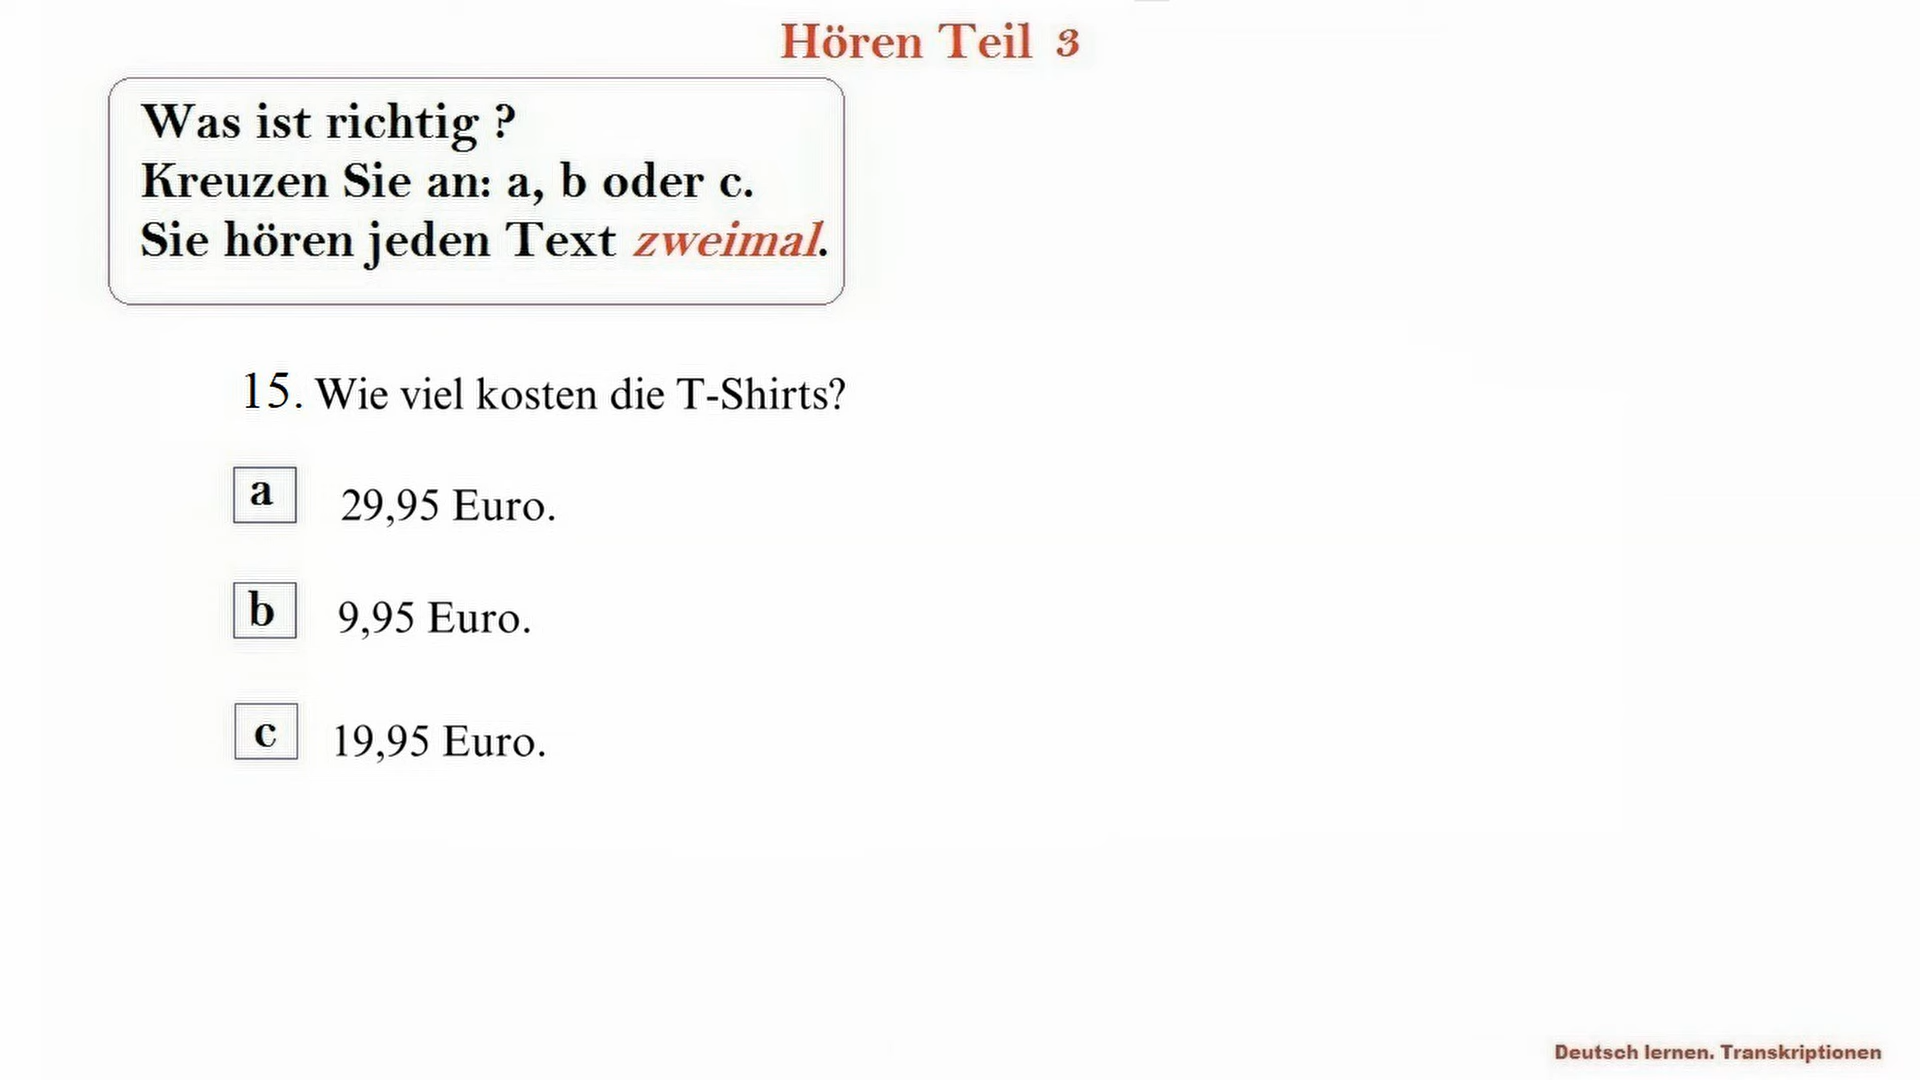 Hören Teil 3
Was ist richtig ?
Kreuzen Sie an: a, b oder c.
Sie hören jeden Text zweimal.
15. Wie viel kosten die T-Shirts?
a 29,95 Euro.
b 9,95 Euro.
c 19,95 Euro.
Deutsch lernen. Transkriptionen